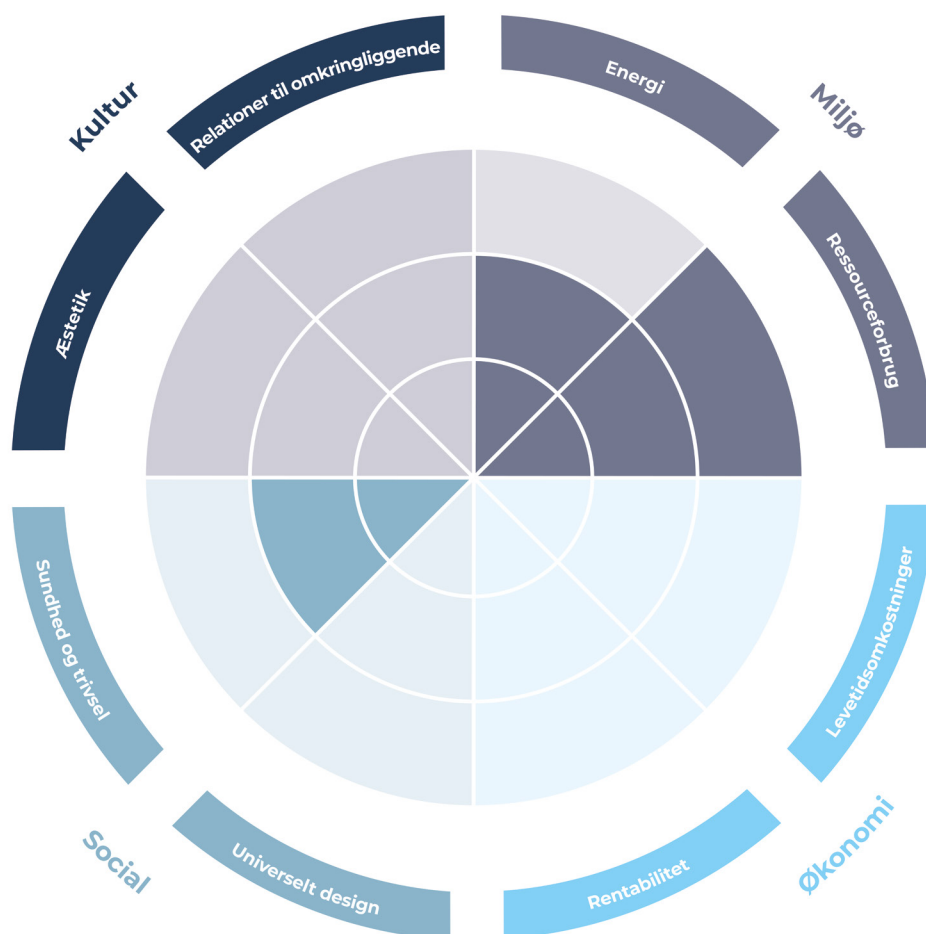 Kultur
Relationer til omkringliggende
Energi
Miljø
Æstetik
Ressourceforbrug
Sundhed og trivsel
Levetidsomkostninger
Social
Universelt design
Rentabilitet
Økonomi